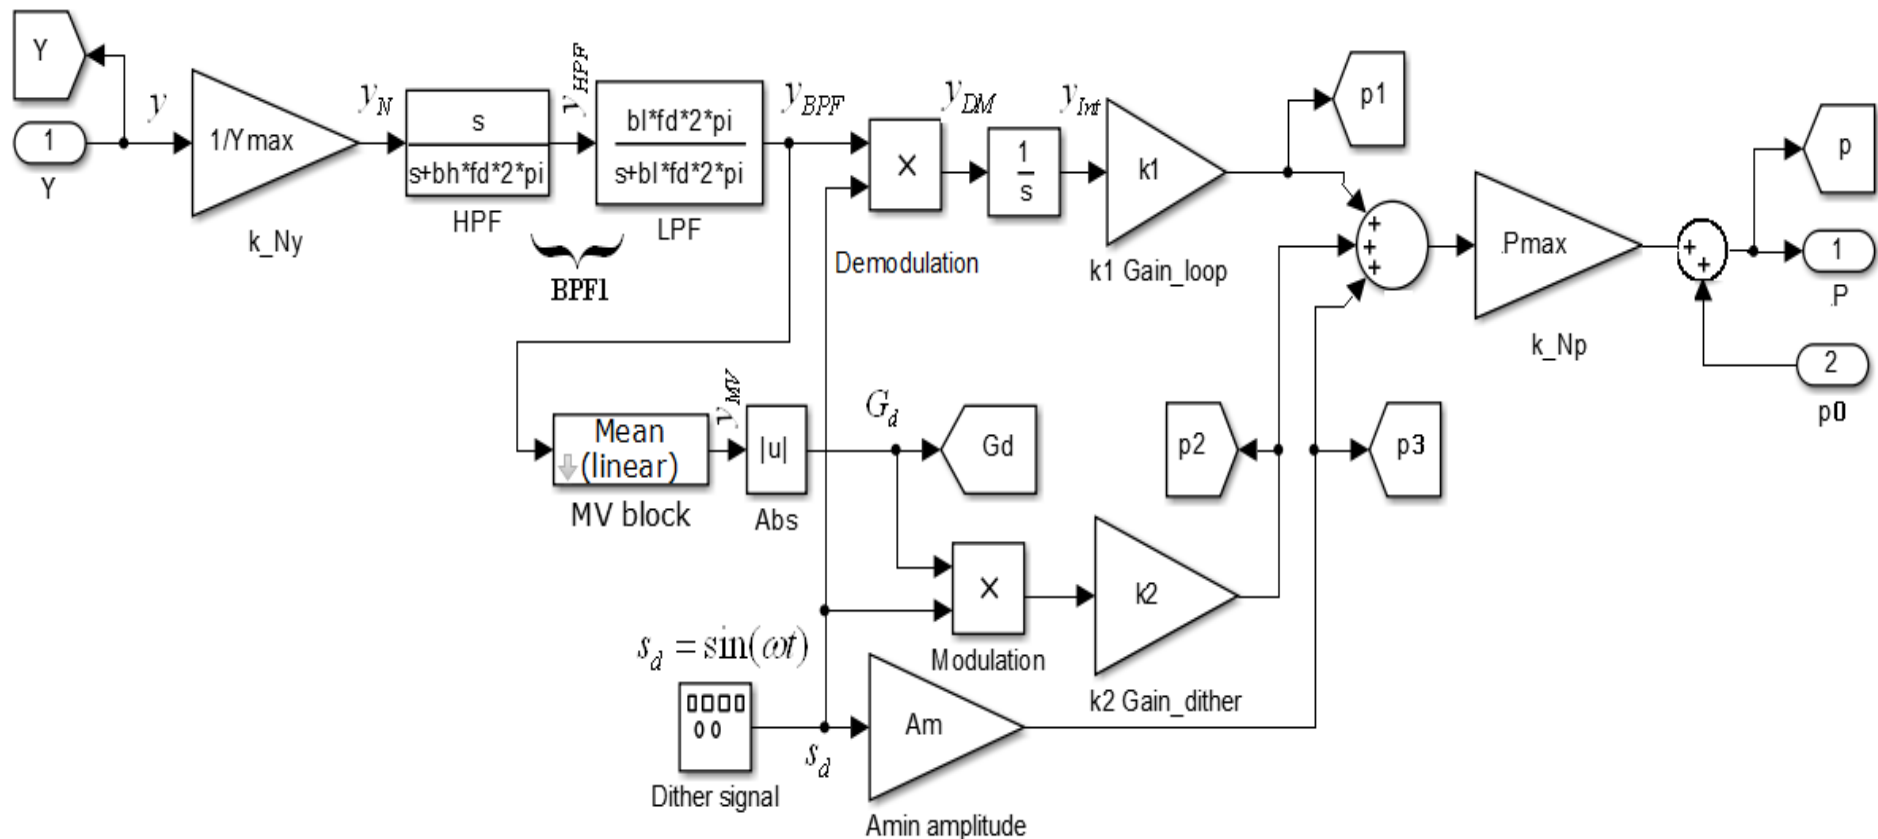 Y
1
Y
y
1/Ymax
k_Ny
y_N
s
s+bh*fd*2*pi
HPF
y_HPF
bl*fd*2*pi
s+bl*fd*2*pi
LPF
BPF1
y_BPF
X
Demodulation
y_DM
1
s
y_Int
k1
k1 Gain_loop
p1
+
+
+
.Pmax
k_Np
+
+
p
1
.P
2
p0
Mean
(linear)
MV block
y_MV
|u|
Abs
G_d
Gd
p2
p3
X
Modulation
k2
k2 Gain_dither
s_d = sin(ωt)
Dither signal
s_d
Am
Amin amplitude